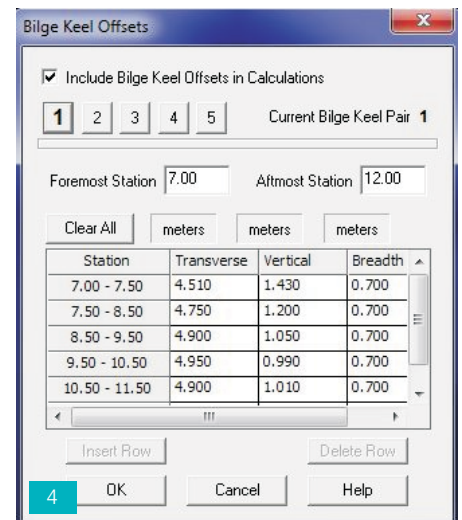 Bilge Keel Offsets
Include Bilge Keel Offsets in Calculations
1 2 3 4 5 Current Bilge Keel Pair 1
Foremost Station 7.00 Aftmost Station 12.00
Clear All meters meters meters
Station Transverse Vertical Breadth
7.00 - 7.50 4.510 1.430 0.700
7.50 - 8.50 4.750 1.200 0.700
8.50 - 9.50 4.900 1.050 0.700
9.50 - 10.50 4.950 0.990 0.700
10.50 - 11.50 4.900 1.010 0.700
Insert Row Delete Row
4 OK Cancel Help